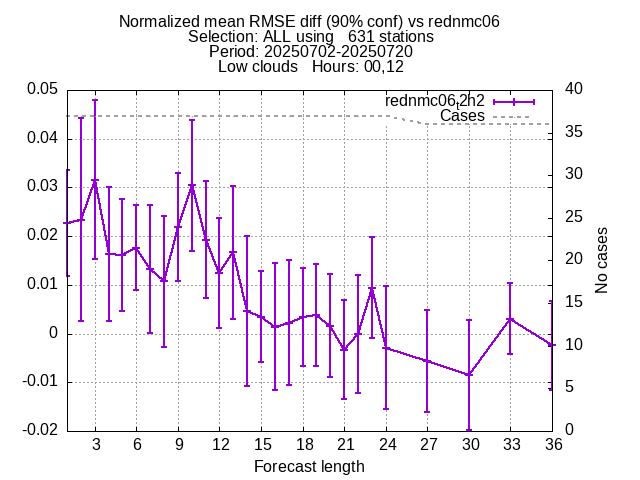 Normalized mean RMSE diff (90% conf) vs rednmc06
Selection: ALL using   631 stations
Period: 20250702-20250720
Low clouds   Hours: 00,12
0.05
0.04
0.03
0.02
0.01
0
-0.01
-0.02
40
35
30
25
20
15
10
5
0
rednmc06_t2h2
Cases
No cases
3 6 9 12 15 18 21 24 27 30 33 36
Forecast length